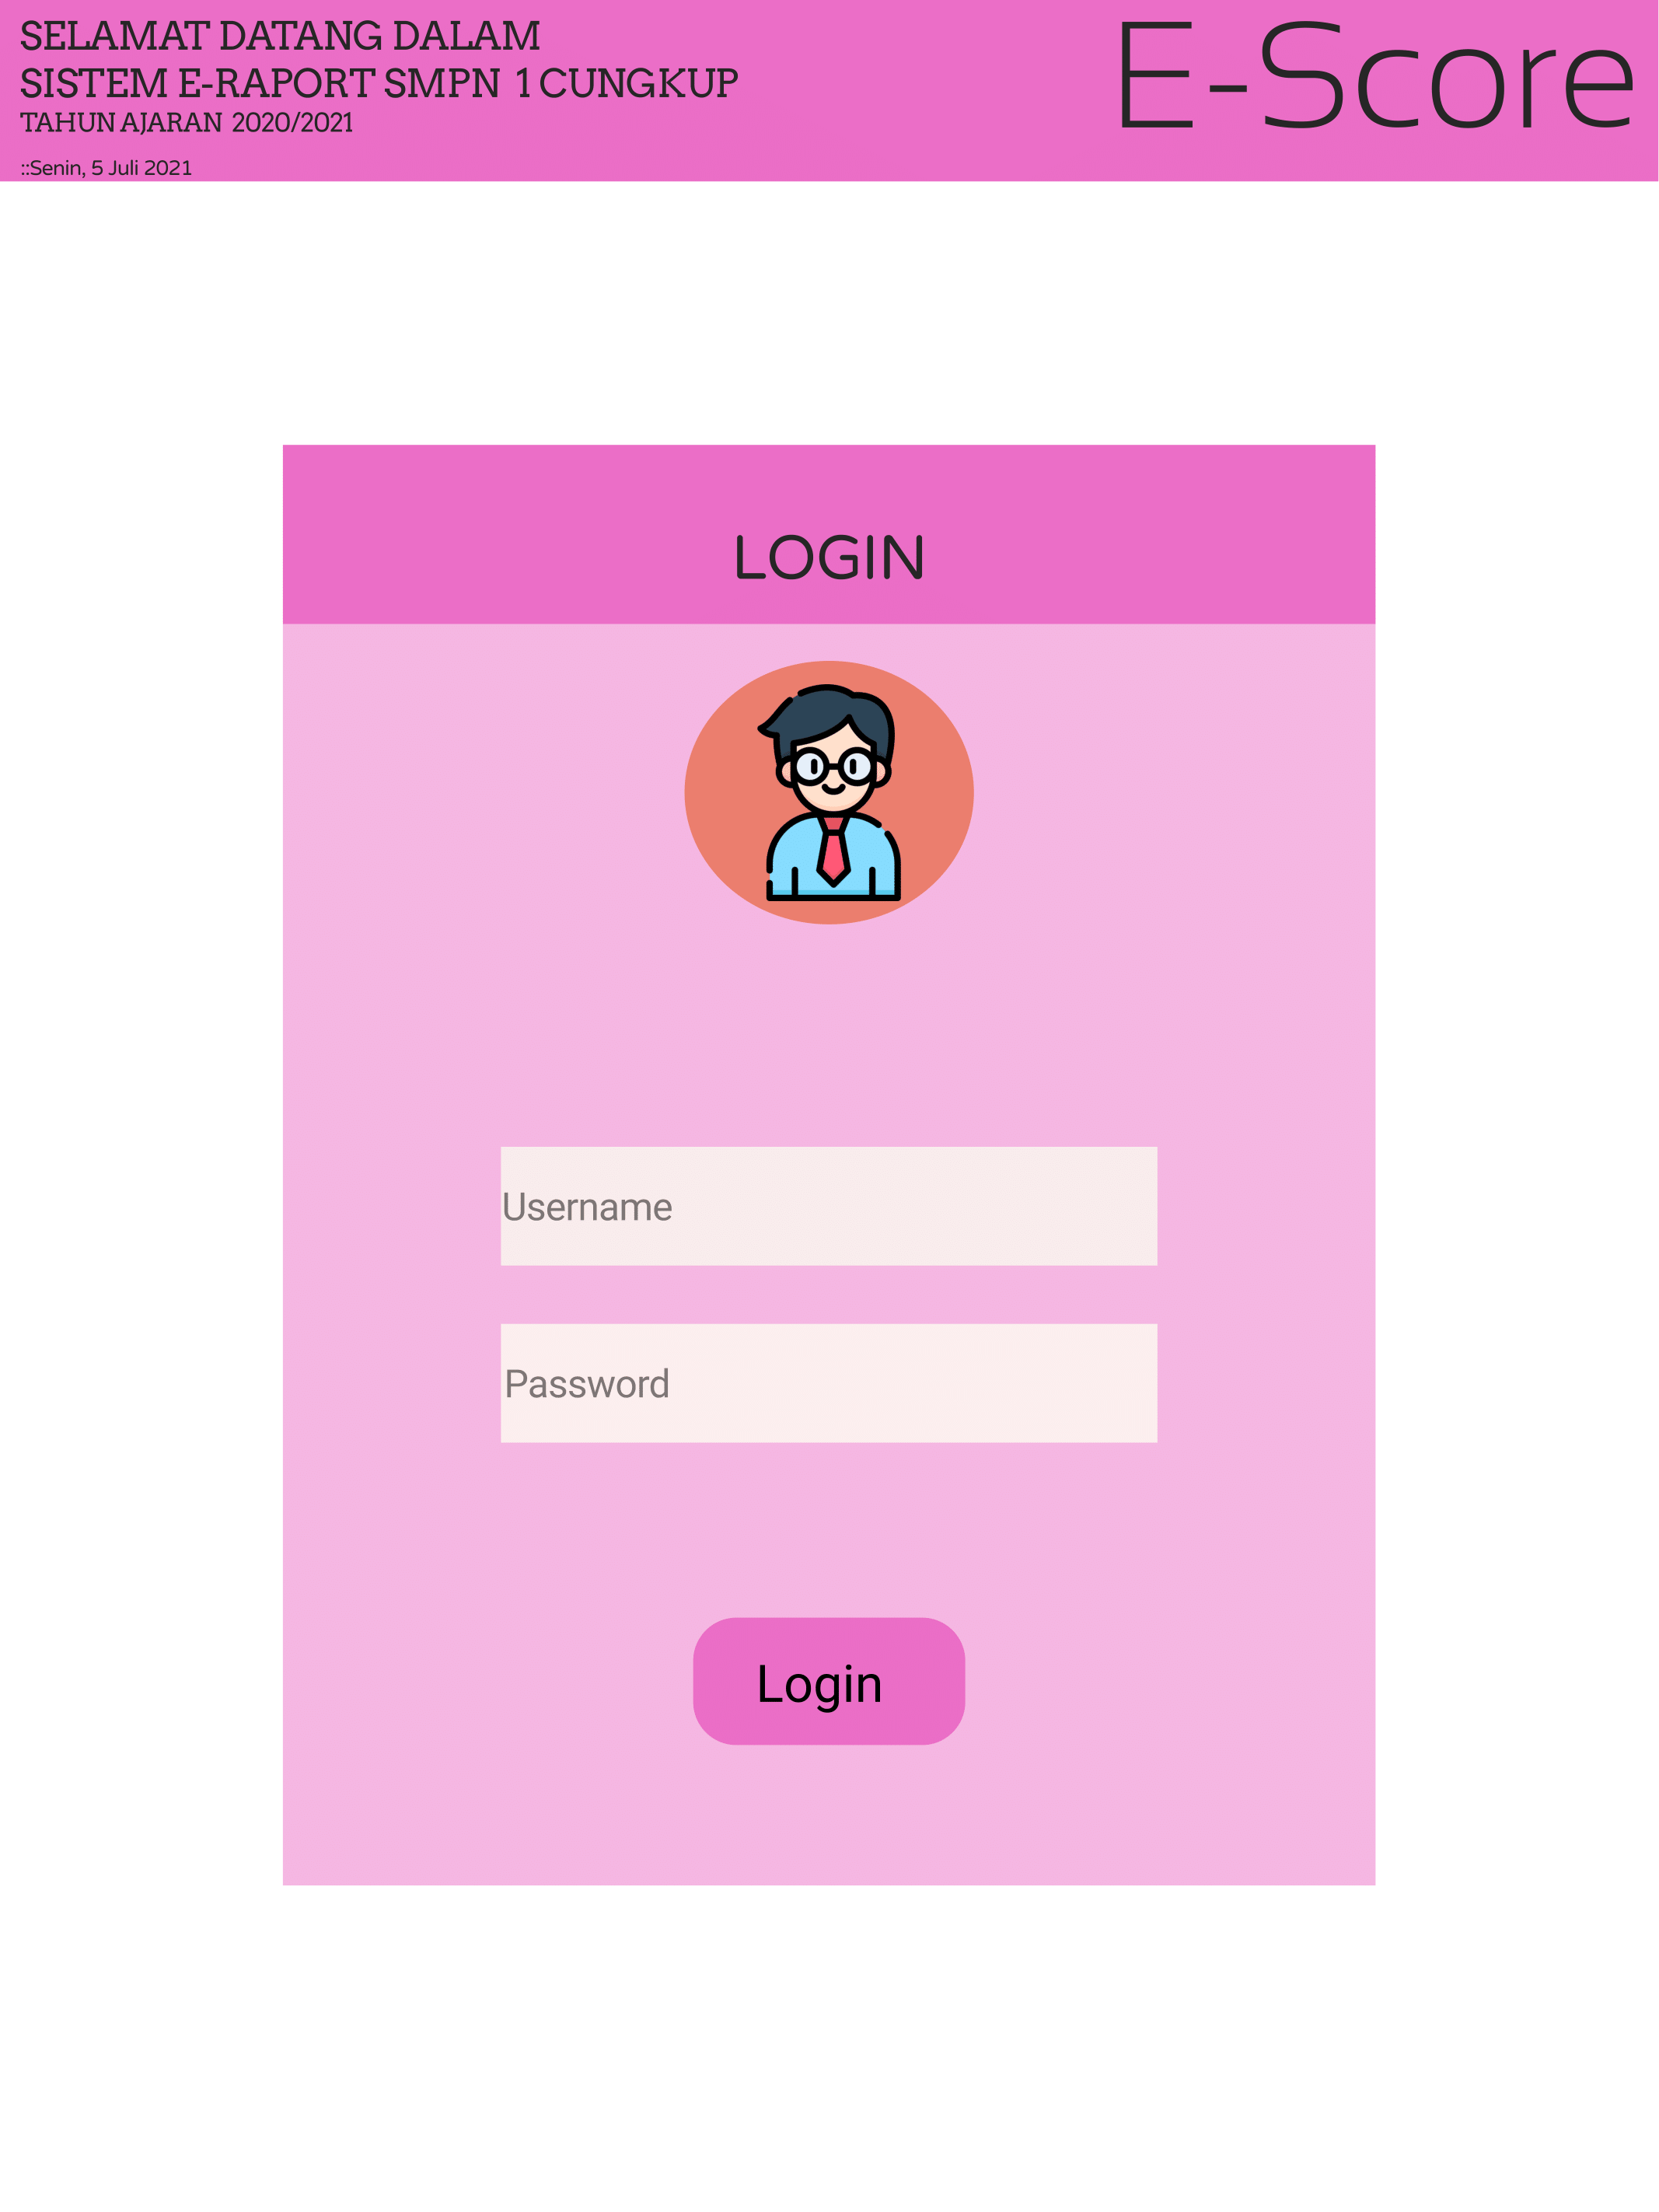 SELAMAT DATANG DALAM
SISTEM E-RAPORT SMPN 1 CUNGKUP
TAHUN AJARAN 2020/2021
::Senin, 5 Juli 2021
E-Score
LOGIN
Username
Password
Login